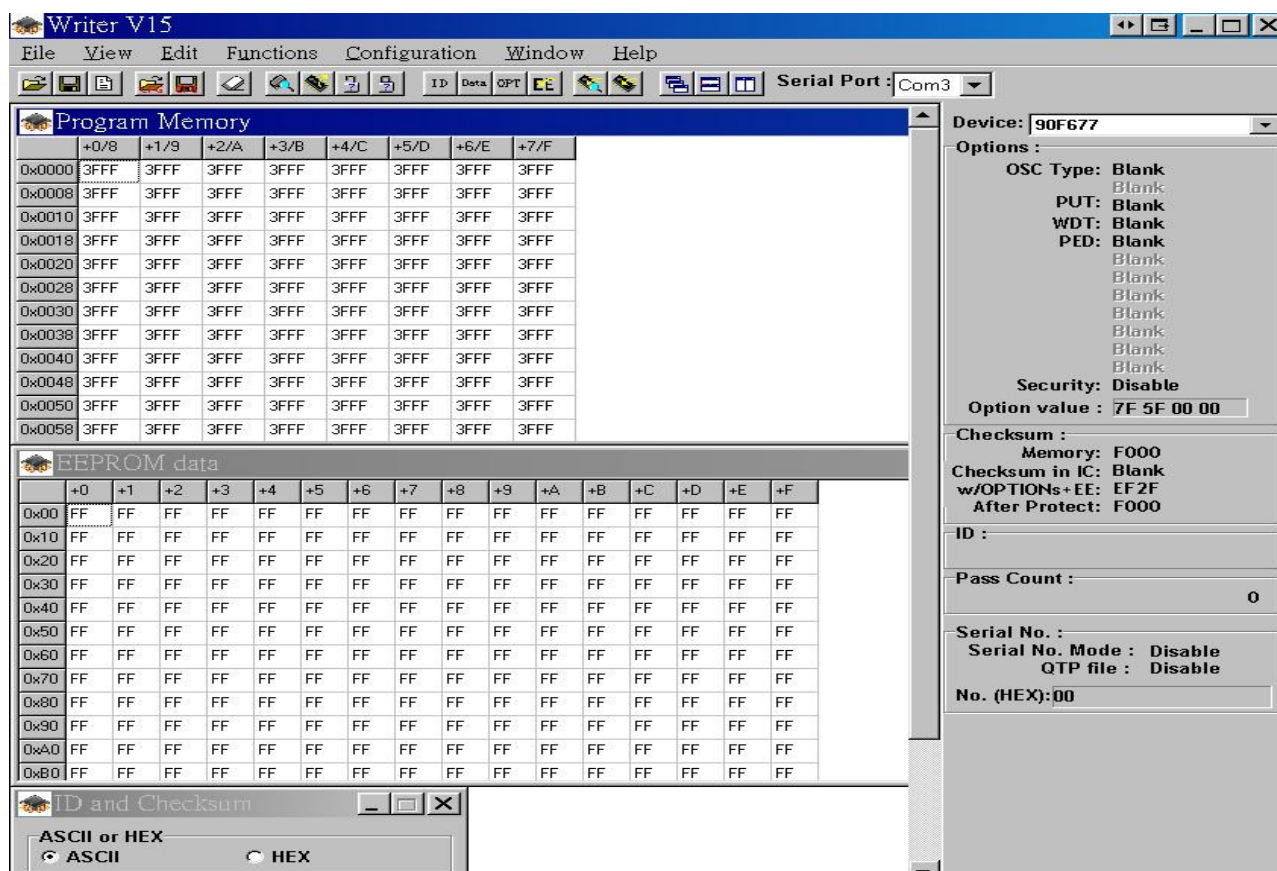 Writer V15
File View Edit Functions Configuration Window Help
ID Data OPT EE Serial Port : Com3
Program Memory
+0/8 +1/9 +2/A +3/B +4/C +5/D +6/E +7/F
0x0000 3FFF 3FFF 3FFF 3FFF 3FFF 3FFF 3FFF 3FFF
0x0008 3FFF 3FFF 3FFF 3FFF 3FFF 3FFF 3FFF 3FFF
0x0010 3FFF 3FFF 3FFF 3FFF 3FFF 3FFF 3FFF 3FFF
0x0018 3FFF 3FFF 3FFF 3FFF 3FFF 3FFF 3FFF 3FFF
0x0020 3FFF 3FFF 3FFF 3FFF 3FFF 3FFF 3FFF 3FFF
0x0028 3FFF 3FFF 3FFF 3FFF 3FFF 3FFF 3FFF 3FFF
0x0030 3FFF 3FFF 3FFF 3FFF 3FFF 3FFF 3FFF 3FFF
0x0038 3FFF 3FFF 3FFF 3FFF 3FFF 3FFF 3FFF 3FFF
0x0040 3FFF 3FFF 3FFF 3FFF 3FFF 3FFF 3FFF 3FFF
0x0048 3FFF 3FFF 3FFF 3FFF 3FFF 3FFF 3FFF 3FFF
0x0050 3FFF 3FFF 3FFF 3FFF 3FFF 3FFF 3FFF 3FFF
0x0058 3FFF 3FFF 3FFF 3FFF 3FFF 3FFF 3FFF 3FFF
EEPROM data
+0 +1 +2 +3 +4 +5 +6 +7 +8 +9 +A +B +C +D +E +F
0x00 FF FF FF FF FF FF FF FF FF FF FF FF FF FF FF FF
0x10 FF FF FF FF FF FF FF FF FF FF FF FF FF FF FF FF
0x20 FF FF FF FF FF FF FF FF FF FF FF FF FF FF FF FF
0x30 FF FF FF FF FF FF FF FF FF FF FF FF FF FF FF FF
0x40 FF FF FF FF FF FF FF FF FF FF FF FF FF FF FF FF
0x50 FF FF FF FF FF FF FF FF FF FF FF FF FF FF FF FF
0x60 FF FF FF FF FF FF FF FF FF FF FF FF FF FF FF FF
0x70 FF FF FF FF FF FF FF FF FF FF FF FF FF FF FF FF
0x80 FF FF FF FF FF FF FF FF FF FF FF FF FF FF FF FF
0x90 FF FF FF FF FF FF FF FF FF FF FF FF FF FF FF FF
0xA0 FF FF FF FF FF FF FF FF FF FF FF FF FF FF FF FF
0xB0 FF FF FF FF FF FF FF FF FF FF FF FF FF FF FF FF
ID and Checksum
ASCII or HEX
ASCII HEX
Device: 90F677
Options :
OSC Type: Blank
Blank
PUT: Blank
WDT: Blank
PED: Blank
Blank
Blank
Blank
Blank
Blank
Blank
Blank
Security: Disable
Option value : 7F 5F 00 00
Checksum :
Memory: F000
Checksum in IC: Blank
w/OPTIONs+EE: EF2F
After Protect: F000
ID :
Pass Count :
0
Serial No. :
Serial No. Mode : Disable
QTP file : Disable
No. (HEX):00